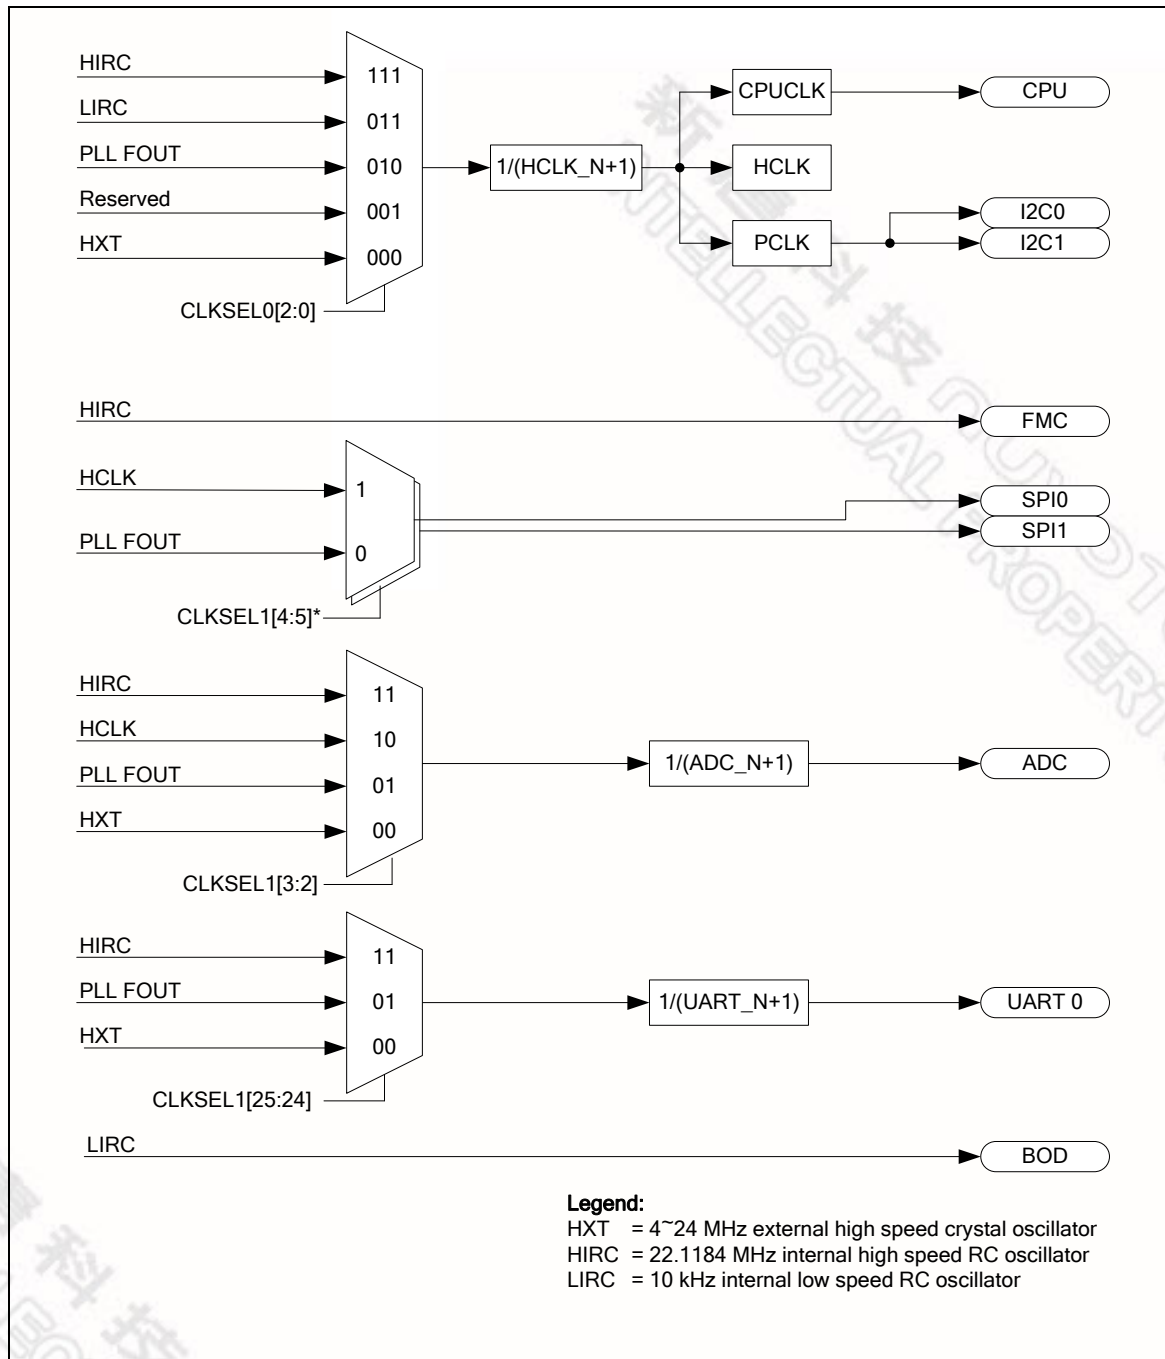 HIRC
LIRC
PLL FOUT
Reserved
HXT
111
011
010
001
000
CLKSEL0[2:0]
1/(HCLK_N+1)
CPUCLK
HCLK
PCLK
CPU
I2C0
I2C1
HIRC
FMC
HCLK
PLL FOUT
1
0
CLKSEL1[4:5]*
SPI0
SPI1
HIRC
HCLK
PLL FOUT
HXT
11
10
01
00
CLKSEL1[3:2]
1/(ADC_N+1)
ADC
HIRC
PLL FOUT
HXT
11
01
00
CLKSEL1[25:24]
1/(UART_N+1)
UART 0
LIRC
BOD
Legend:
HXT = 4~24 MHz external high speed crystal oscillator
HIRC = 22.1184 MHz internal high speed RC oscillator
LIRC = 10 kHz internal low speed RC oscillator